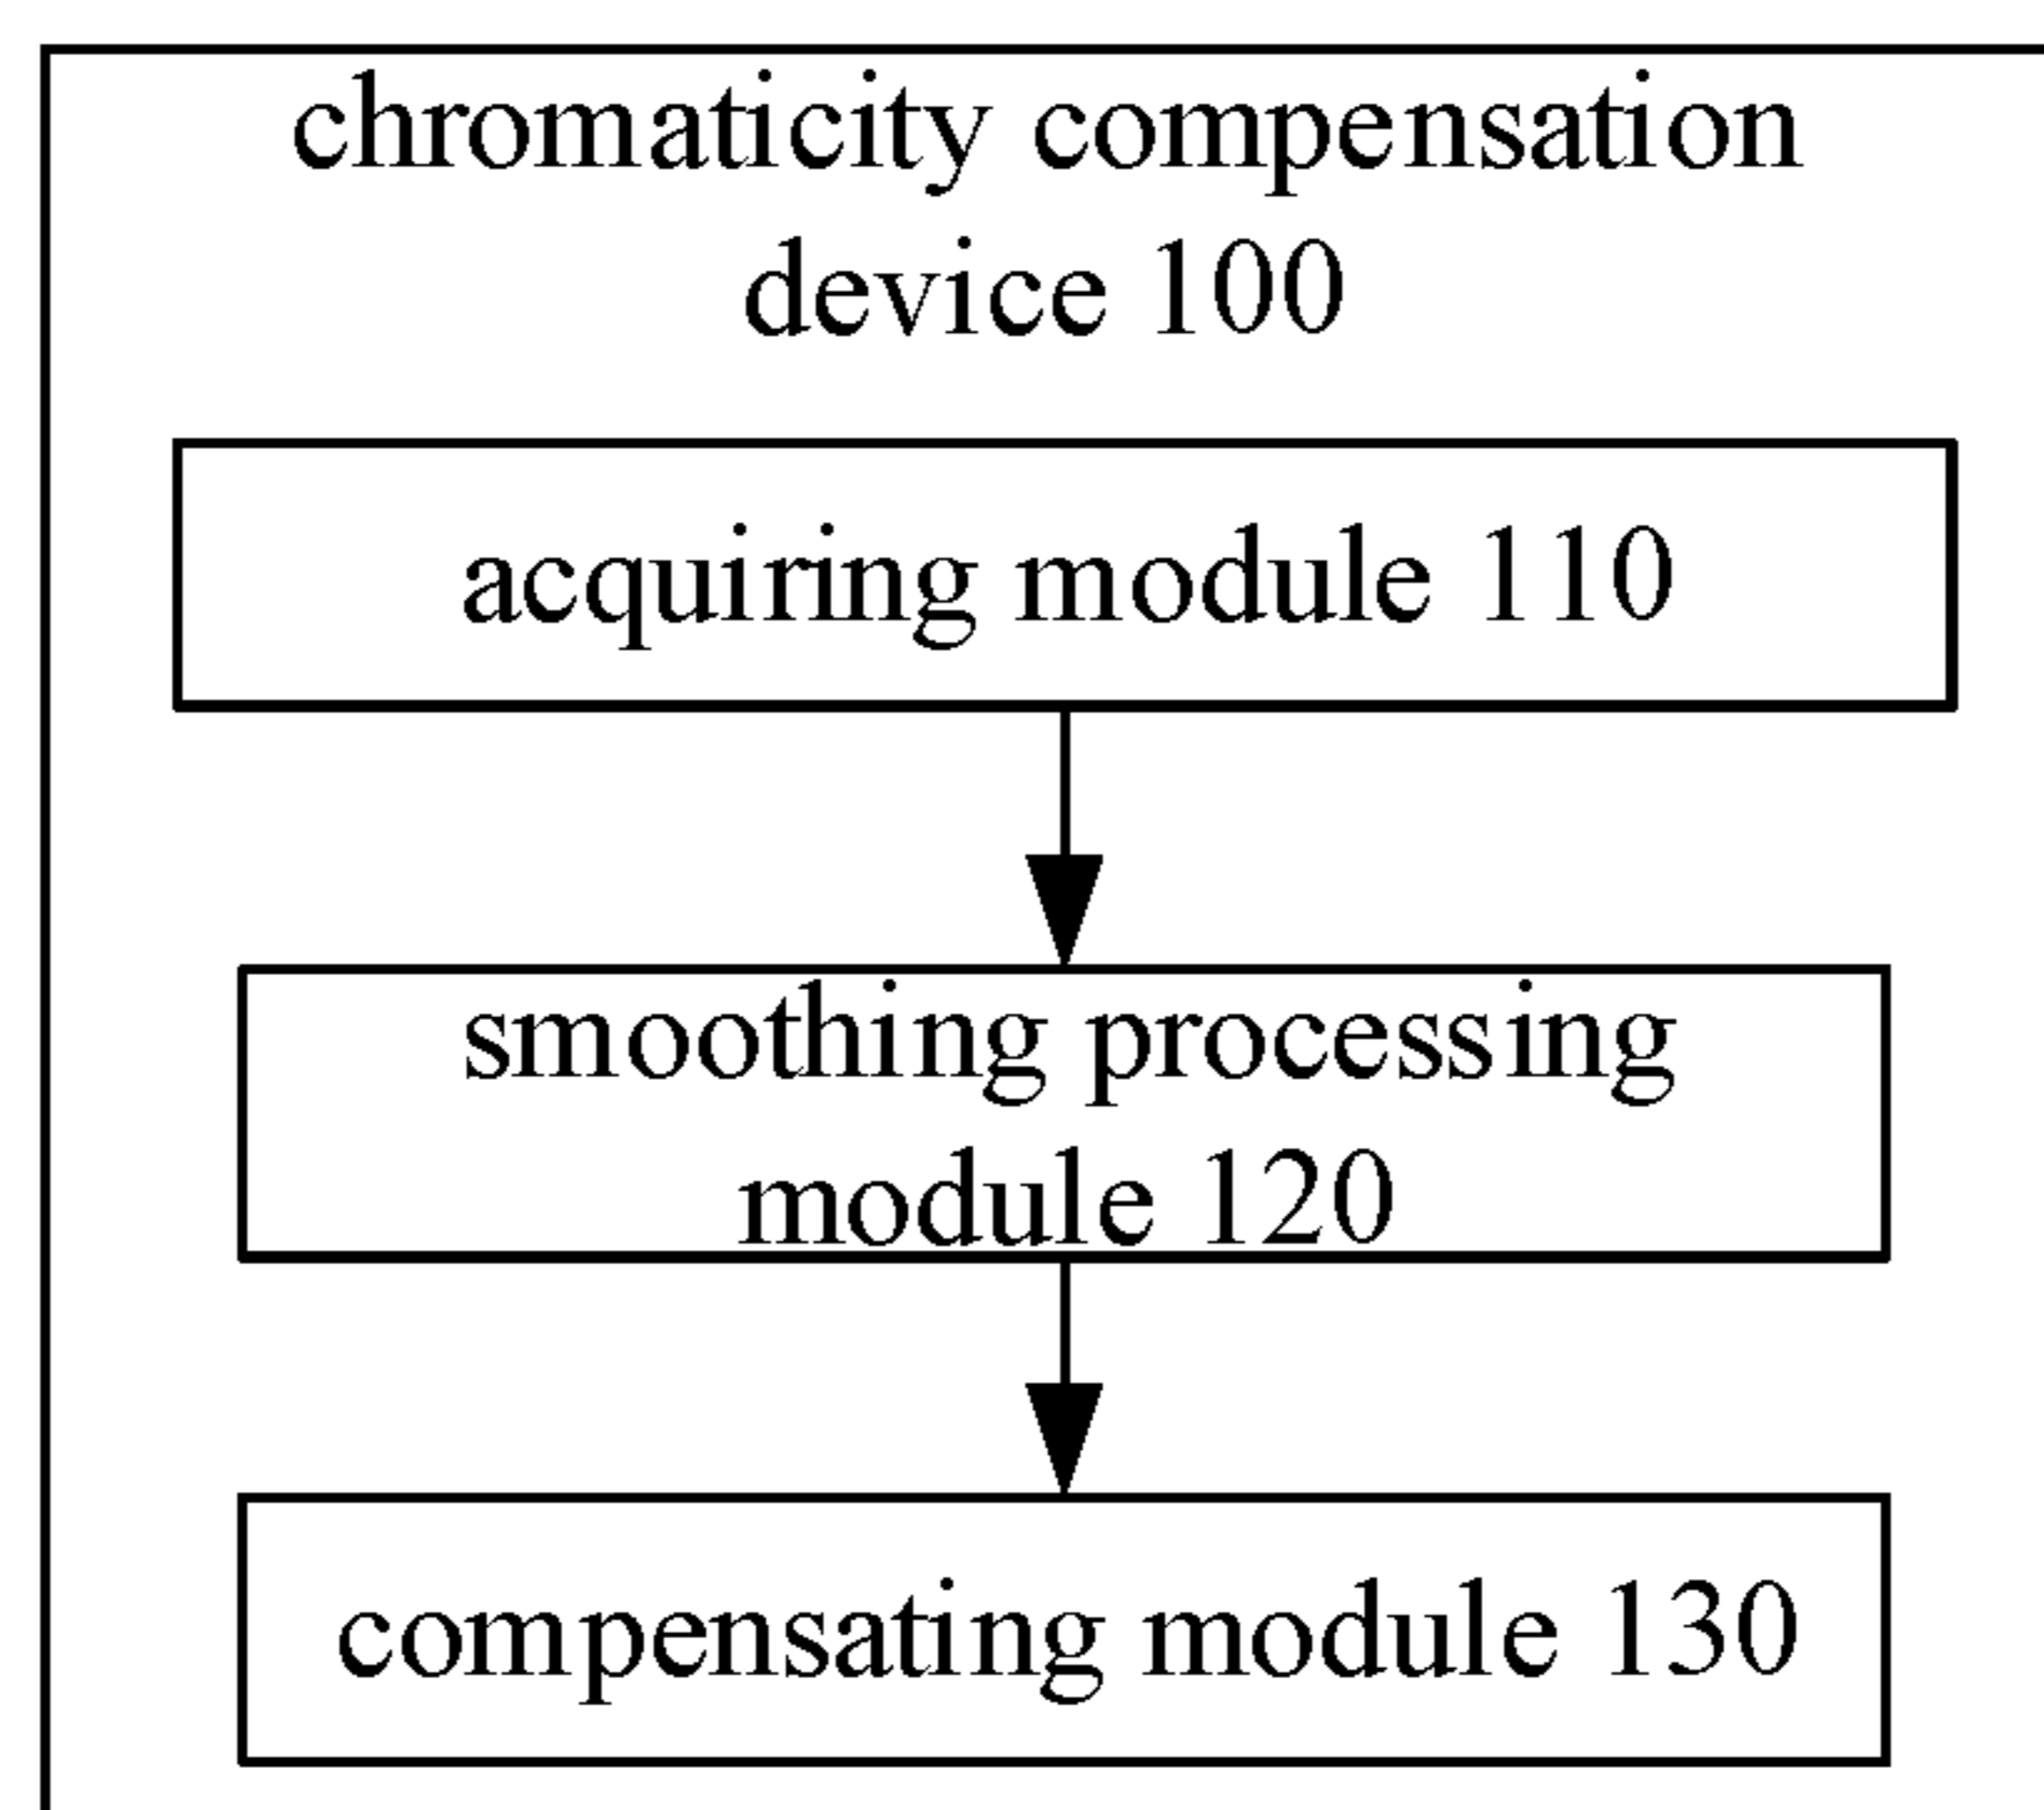 chromaticity compensation
device 100
acquiring module 110
smoothing processing
module 120
compensating module 130